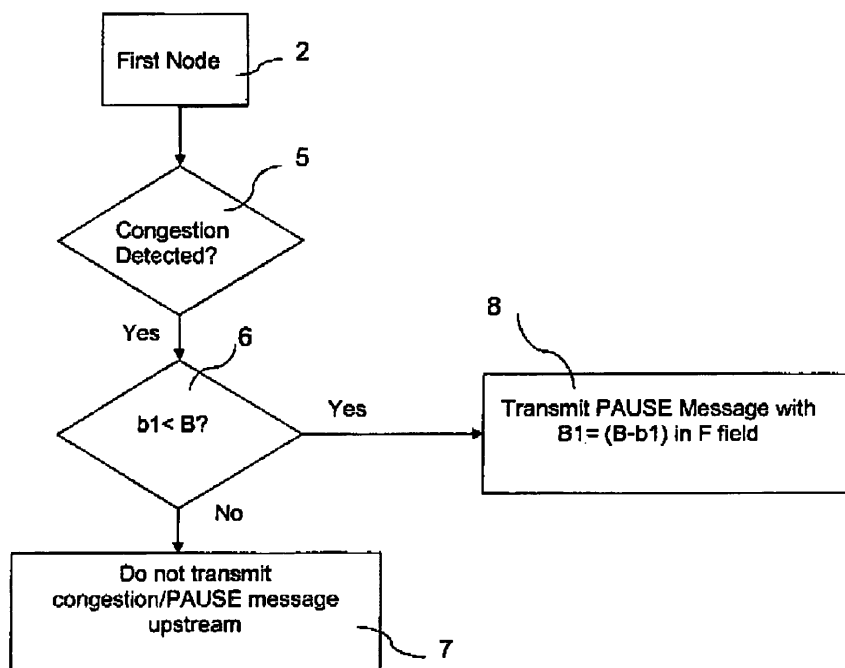 First Node
2
5
Congestion
Detected?
Yes
6
b1< B?
Yes
8
Transmit PAUSE Message with
B1= (B-b1) in F field
No
Do not transmit
congestion/PAUSE message
upstream
7